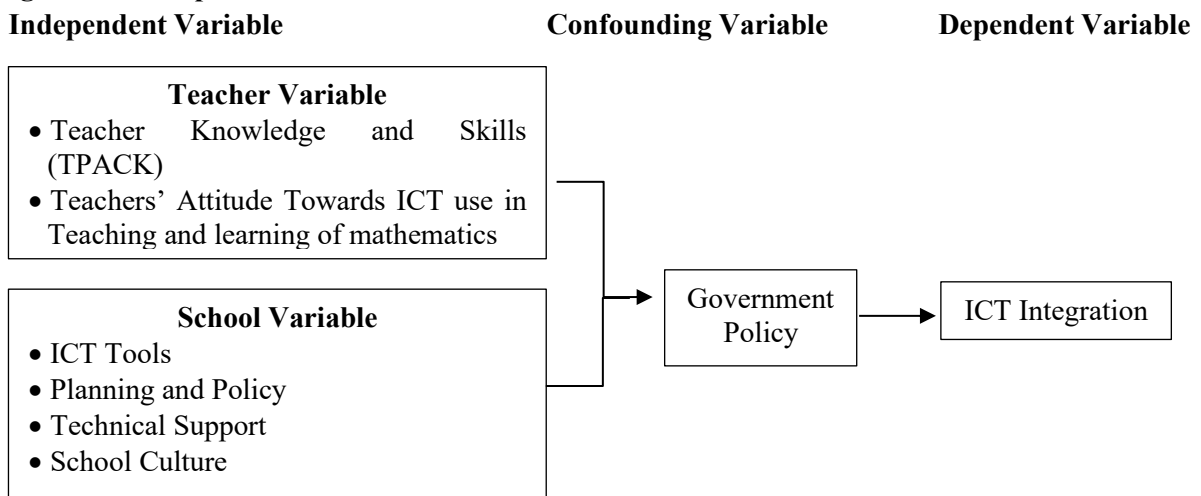 Independent Variable Confounding Variable Dependent Variable
Teacher Variable
• Teacher Knowledge and Skills
(TPACK)
• Teachers’ Attitude Towards ICT use in
Teaching and learning of mathematics
School Variable
• ICT Tools
• Planning and Policy
• Technical Support
• School Culture
Government
Policy
ICT Integration